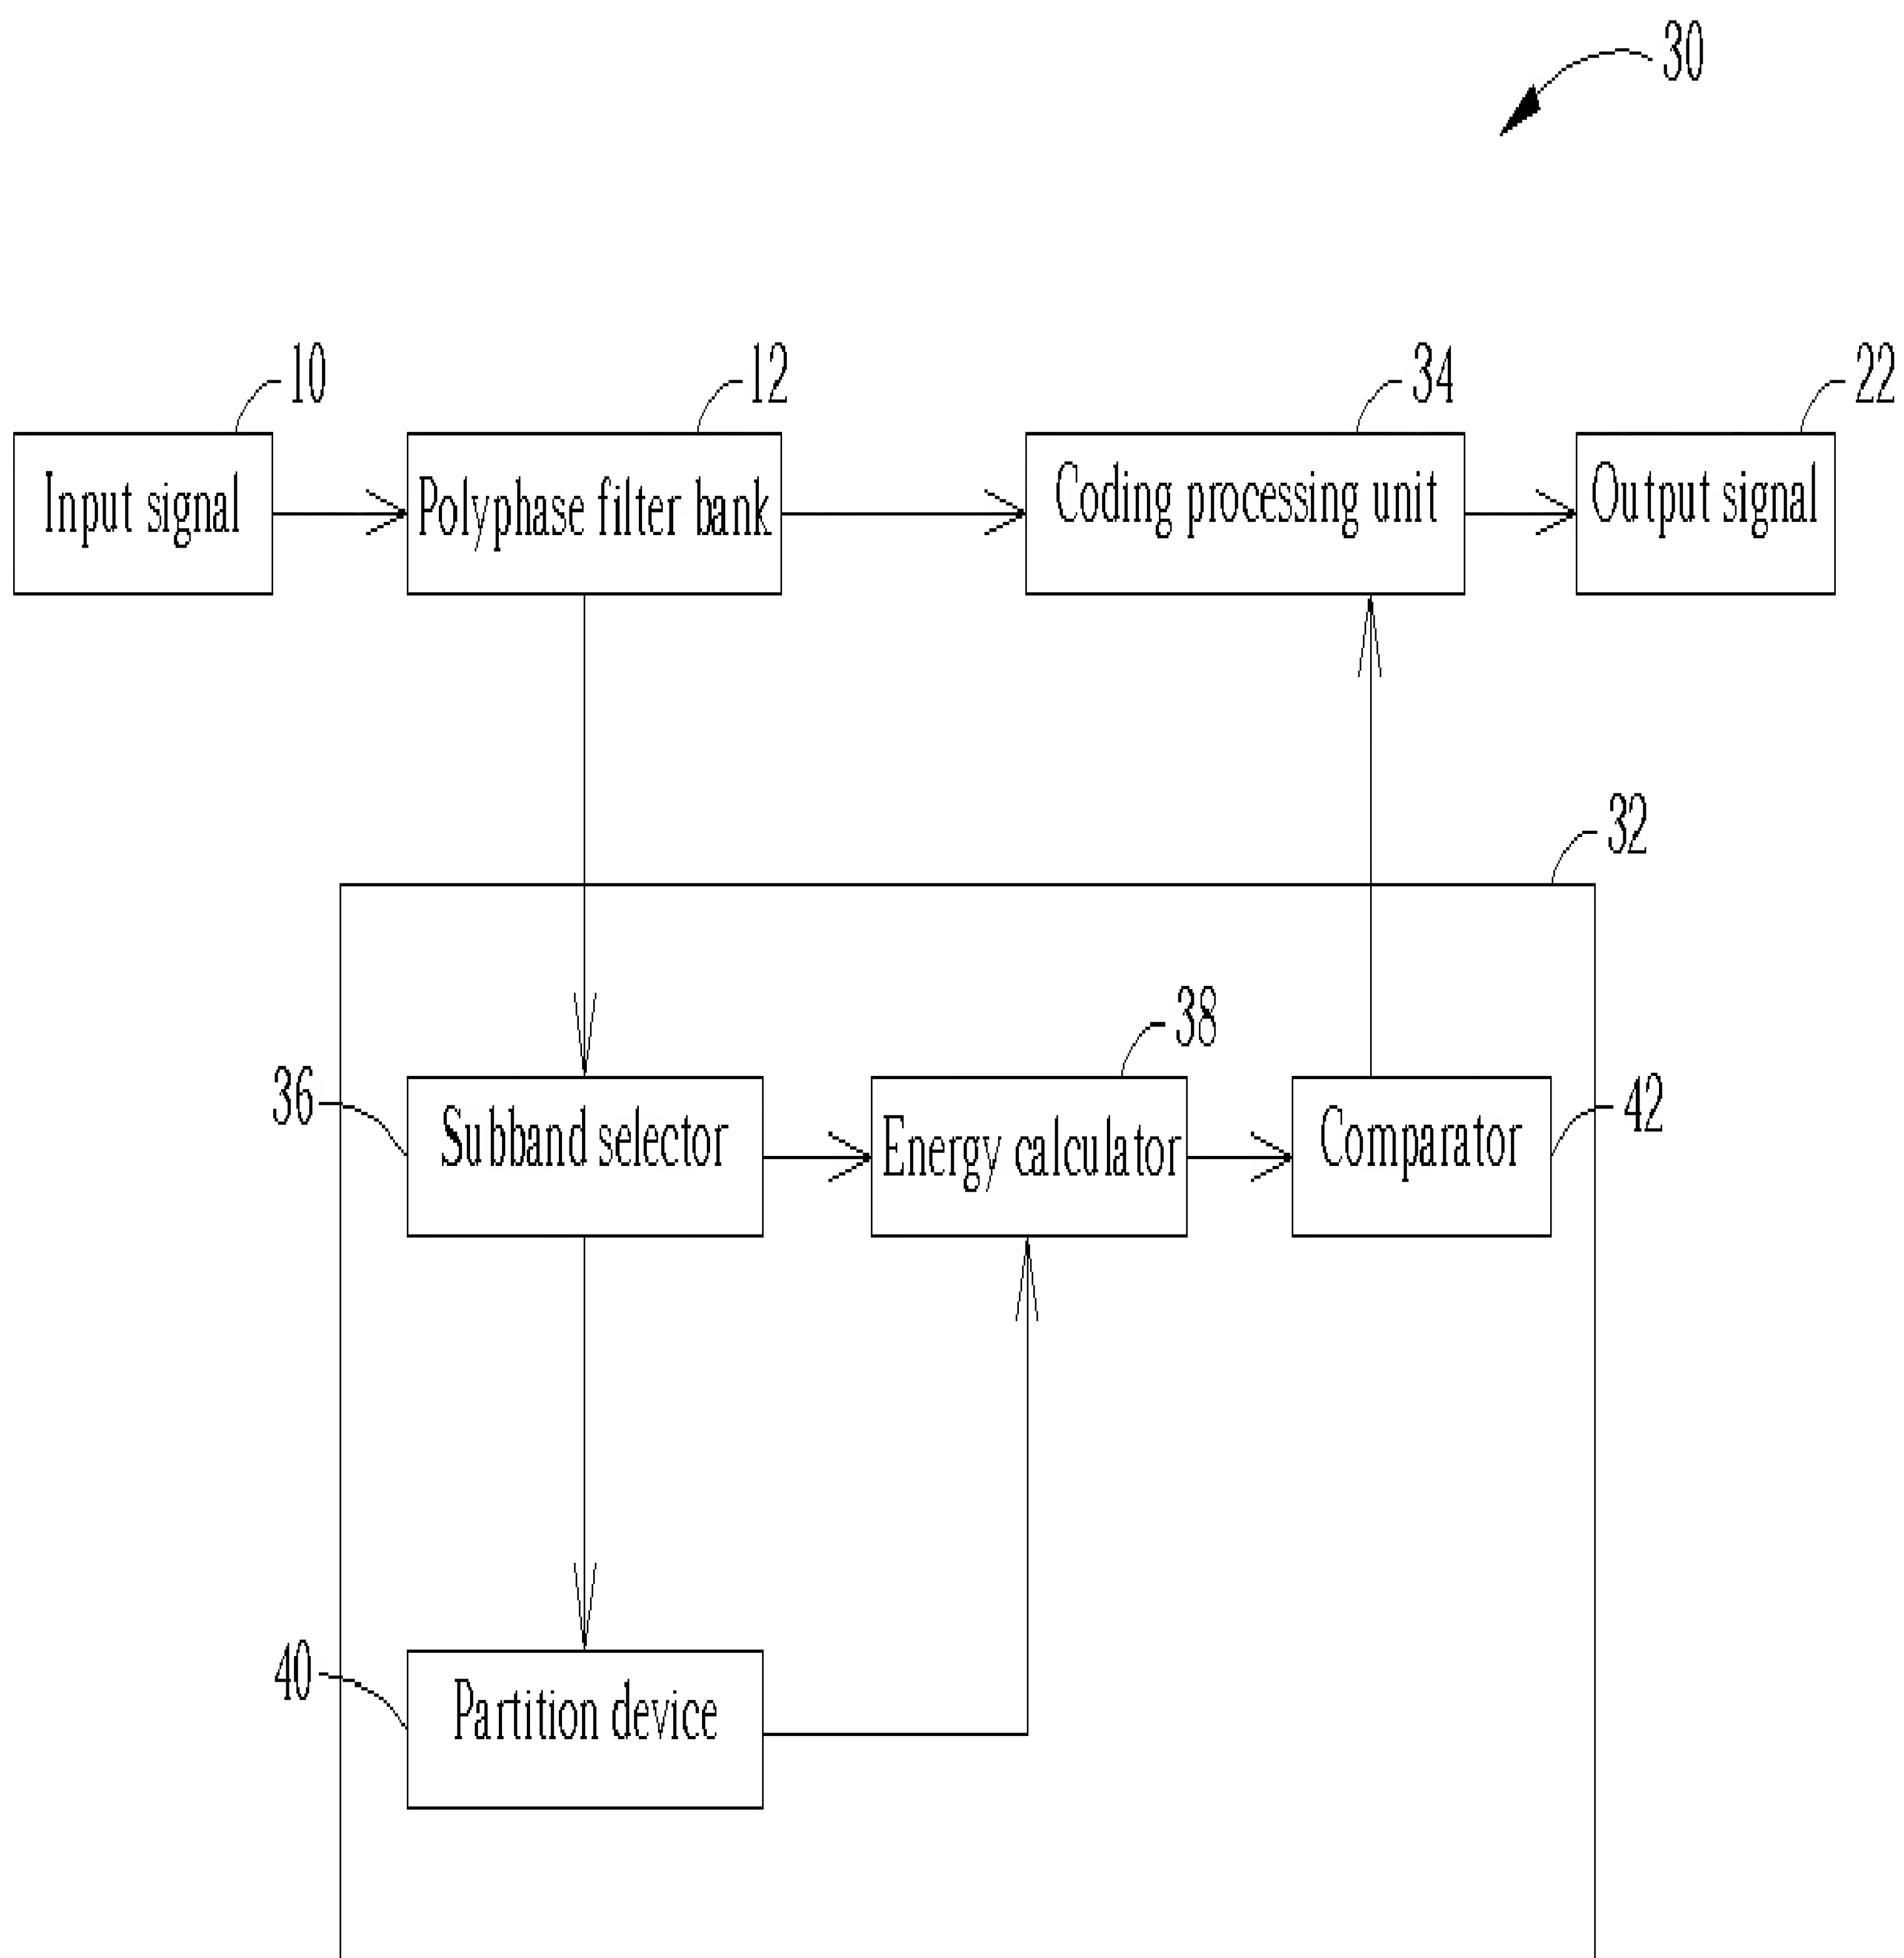 30
10
12
34
22
Input signal
Polyphase filter bank
Coding processing unit
Output signal
32
38
36
42
Subband selector
Energy calculator
Comparator
40
Partition device